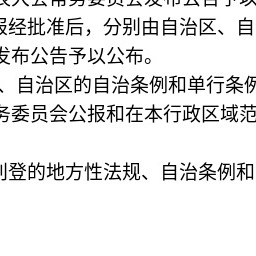 报经批准后，分别由自治区、自
发布公告予以公布。
、自治区的自治条例和单行条例
务委员会公报和在本行政区域范
刊登的地方性法规、自治条例和